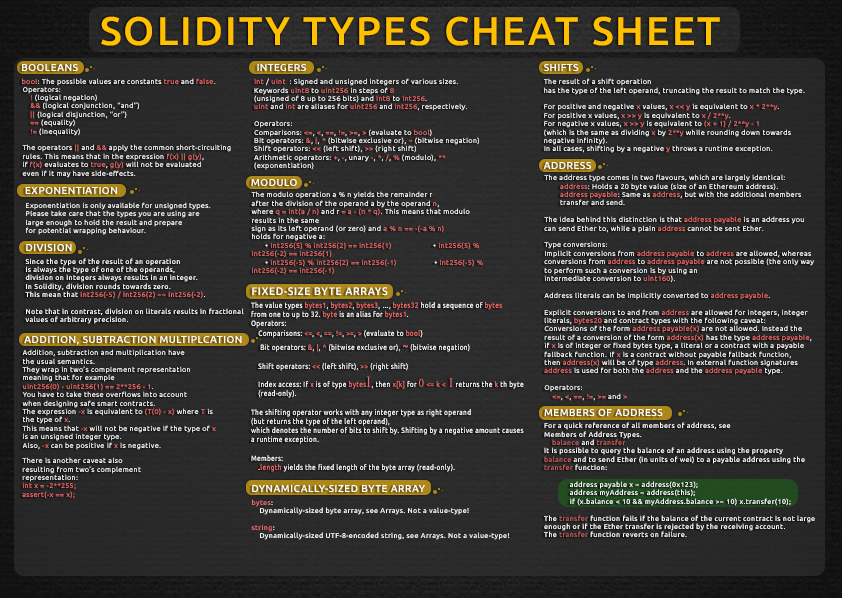 SOLIDITY TYPES CHEAT SHEET
BOOLEANS
bool: The possible values are constants true and false.
Operators:
! (logical negation)
&& (logical conjunction, "and")
|| (logical disjunction, "or")
== (equality)
!= (inequality)
The operators || and && apply the common short-circuiting
rules. This means that in the expression f(x) || g(y),
if f(x) evaluates to true, g(y) will not be evaluated
even if it may have side-effects.
EXPONENTIATION
Exponentiation is only available for unsigned types.
Please take care that the types you are using are
large enough to hold the result and prepare
for potential wrapping behaviour.
DIVISION
Since the type of the result of an operation
is always the type of one of the operands,
division on integers always results in an integer.
In Solidity, division rounds towards zero.
This mean that int256(-5) / int256(2) == int256(-2).
Note that in contrast, division on literals results in fractional
values of arbitrary precision.
ADDITION, SUBTRACTION MULTIPLCATION
Addition, subtraction and multiplication have
the usual semantics.
They wrap in two's complement representation
meaning that for example
uint256(0) - uint256(1) == 2**256 - 1.
You have to take these overflows into account
when designing safe smart contracts.
The expression -x is equivalent to (T(0) - x) where T is
the type of x.
This means that -x will not be negative if the type of x
is an unsigned integer type.
Also, -x can be positive if x is negative.
There is another caveat also
resulting from two's complement
representation:
int x = -2**255;
assert(-x == x);
INTEGERS
int / uint : Signed and unsigned integers of various sizes.
Keywords uint8 to uint256 in steps of 8
(unsigned of 8 up to 256 bits) and int8 to int256.
uint and int are aliases for uint256 and int256, respectively.
Operators:
Comparisons: <=, <, ==, !=, >=, > (evaluate to bool)
Bit operators: &, |, ^ (bitwise exclusive or), ~ (bitwise negation)
Shift operators: << (left shift), >> (right shift)
Arithmetic operators: +, -, unary -, *, /, % (modulo), **
(exponentiation)
MODULO
The modulo operation a % n yields the remainder r
after the division of the operand a by the operand n,
where q = int(a / n) and r = a - (n * q). This means that modulo
results in the same
sign as its left operand (or zero) and a % n == -(-a % n)
holds for negative a:
• int256(5) % int256(2) == int256(1) • int256(5) %
int256(-2) == int256(1)
• int256(-5) % int256(2) == int256(-1) • int256(-5) %
int256(-2) == int256(-1)
FIXED-SIZE BYTE ARRAYS
The value types bytes1, bytes2, bytes3, ..., bytes32 hold a sequence of bytes
from one to up to 32. byte is an alias for bytes1.
Operators:
Comparisons: <=, <, ==, !=, >=, > (evaluate to bool)
Bit operators: &, |, ^ (bitwise exclusive or), ~ (bitwise negation)
Shift operators: << (left shift), >> (right shift)
Index access: If x is of type bytesI, then x[k] for 0 <= k < I returns the k th byte
(read-only).
The shifting operator works with any integer type as right operand
(but returns the type of the left operand),
which denotes the number of bits to shift by. Shifting by a negative amount causes
a runtime exception.
Members:
.length yields the fixed length of the byte array (read-only).
DYNAMICALLY-SIZED BYTE ARRAY
bytes:
Dynamically-sized byte array, see Arrays. Not a value-type!
string:
Dynamically-sized UTF-8-encoded string, see Arrays. Not a value-type!
SHIFTS
The result of a shift operation
has the type of the left operand, truncating the result to match the type.
For positive and negative x values, x << y is equivalent to x * 2**y.
For positive x values, x >> y is equivalent to x / 2**y.
For negative x values, x >> y is equivalent to (x + 1) / 2**y - 1
(which is the same as dividing x by 2**y while rounding down towards
negative infinity).
In all cases, shifting by a negative y throws a runtime exception.
ADDRESS
The address type comes in two flavours, which are largely identical:
address: Holds a 20 byte value (size of an Ethereum address).
address payable: Same as address, but with the additional members
transfer and send.
The idea behind this distinction is that address payable is an address you
can send Ether to, while a plain address cannot be sent Ether.
Type conversions:
Implicit conversions from address payable to address are allowed, whereas
conversions from address to address payable are not possible (the only way
to perform such a conversion is by using an
intermediate conversion to uint160).
Address literals can be implicitly converted to address payable.
Explicit conversions to and from address are allowed for integers, integer
literals, bytes20 and contract types with the following caveat:
Conversions of the form address payable(x) are not allowed. Instead the
result of a conversion of the form address(x) has the type address payable,
if x is of integer or fixed bytes type, a literal or a contract with a payable
fallback function. If x is a contract without payable fallback function,
then address(x) will be of type address. In external function signatures
address is used for both the address and the address payable type.
Operators:
<=, <, ==, !=, >= and >
MEMBERS OF ADDRESS
For a quick reference of all members of address, see
Members of Address Types.
balance and transfer
It is possible to query the balance of an address using the property
balance and to send Ether (in units of wei) to a payable address using the
transfer function:
address payable x = address(0x123);
address myAddress = address(this);
if (x.balance < 10 && myAddress.balance >= 10) x.transfer(10);
The transfer function fails if the balance of the current contract is not large
enough or if the Ether transfer is rejected by the receiving account.
The transfer function reverts on failure.